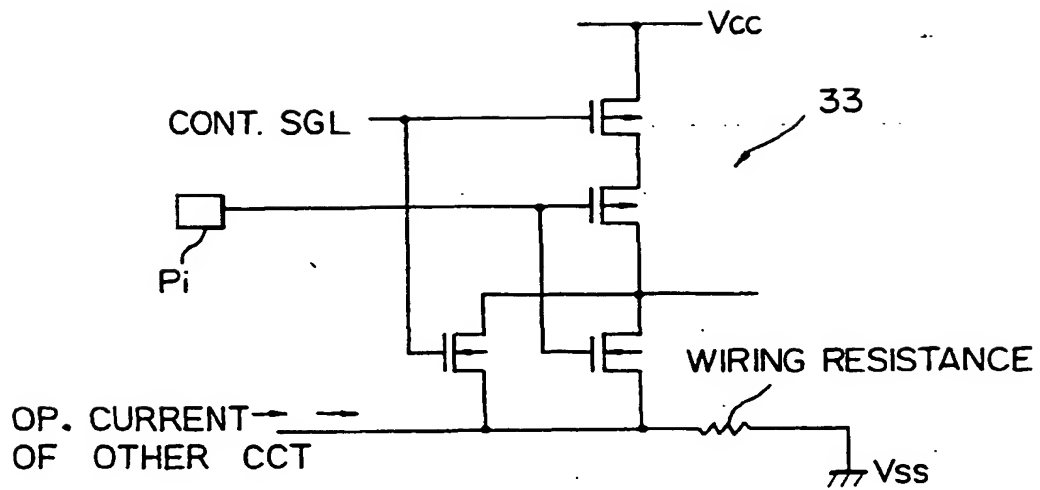 Vcc
33
CONT. SGL
Pi
WIRING RESISTANCE
OP. CURRENT
OF OTHER CCT
Vss